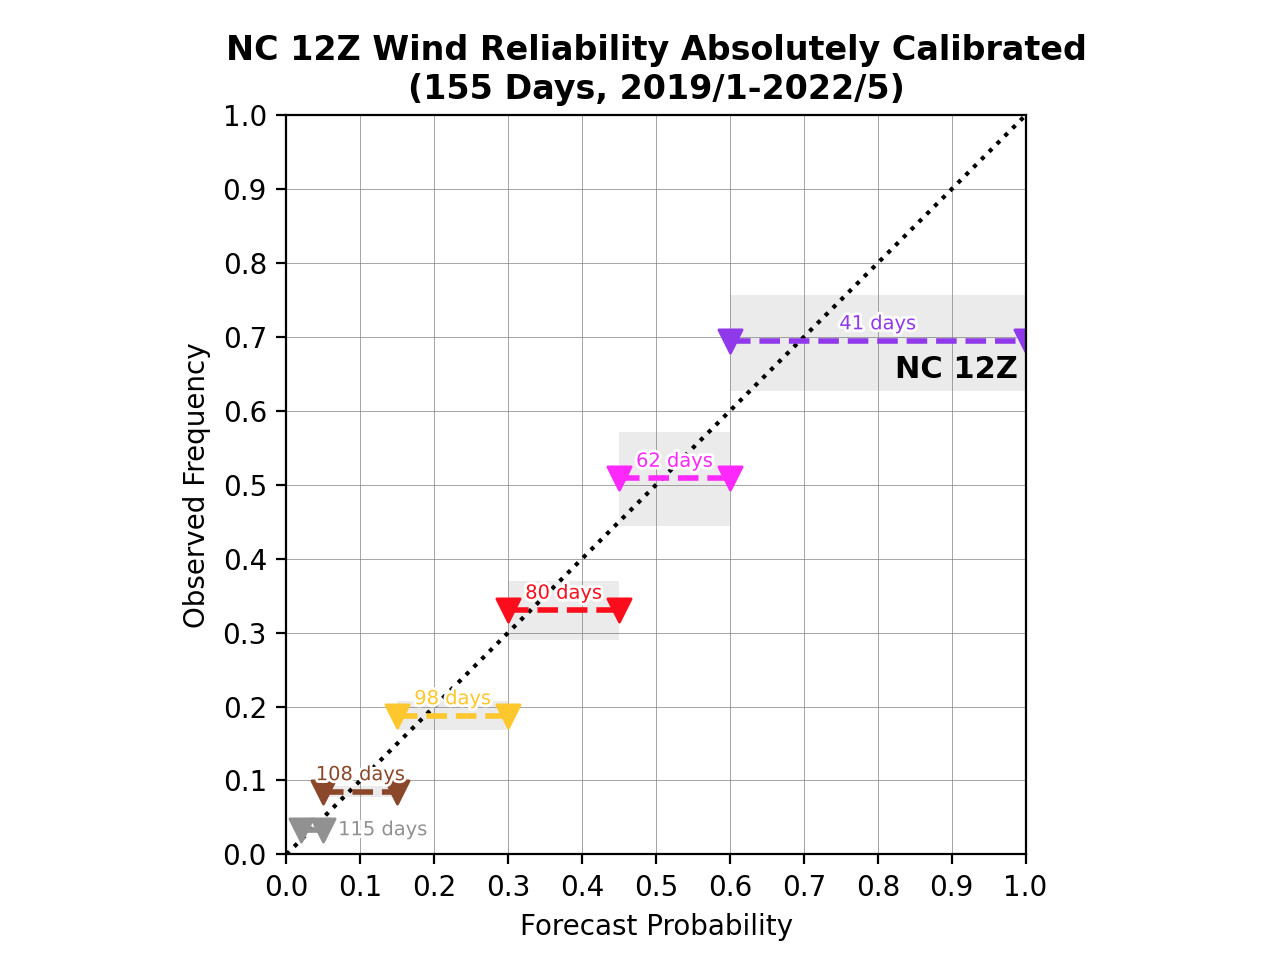 NC 12Z Wind Reliability Absolutely Calibrated
(155 Days, 2019/1-2022/5)
1.0
0.9
0.8
0.7
0.6
0.5
0.4
0.3
0.2
0.1
0.0
Observed Frequency
41 days
NC 12Z
62 days
80 days
98 days
108 days
115 days
0.0 0.1 0.2 0.3 0.4 0.5 0.6 0.7 0.8 0.9 1.0
Forecast Probability